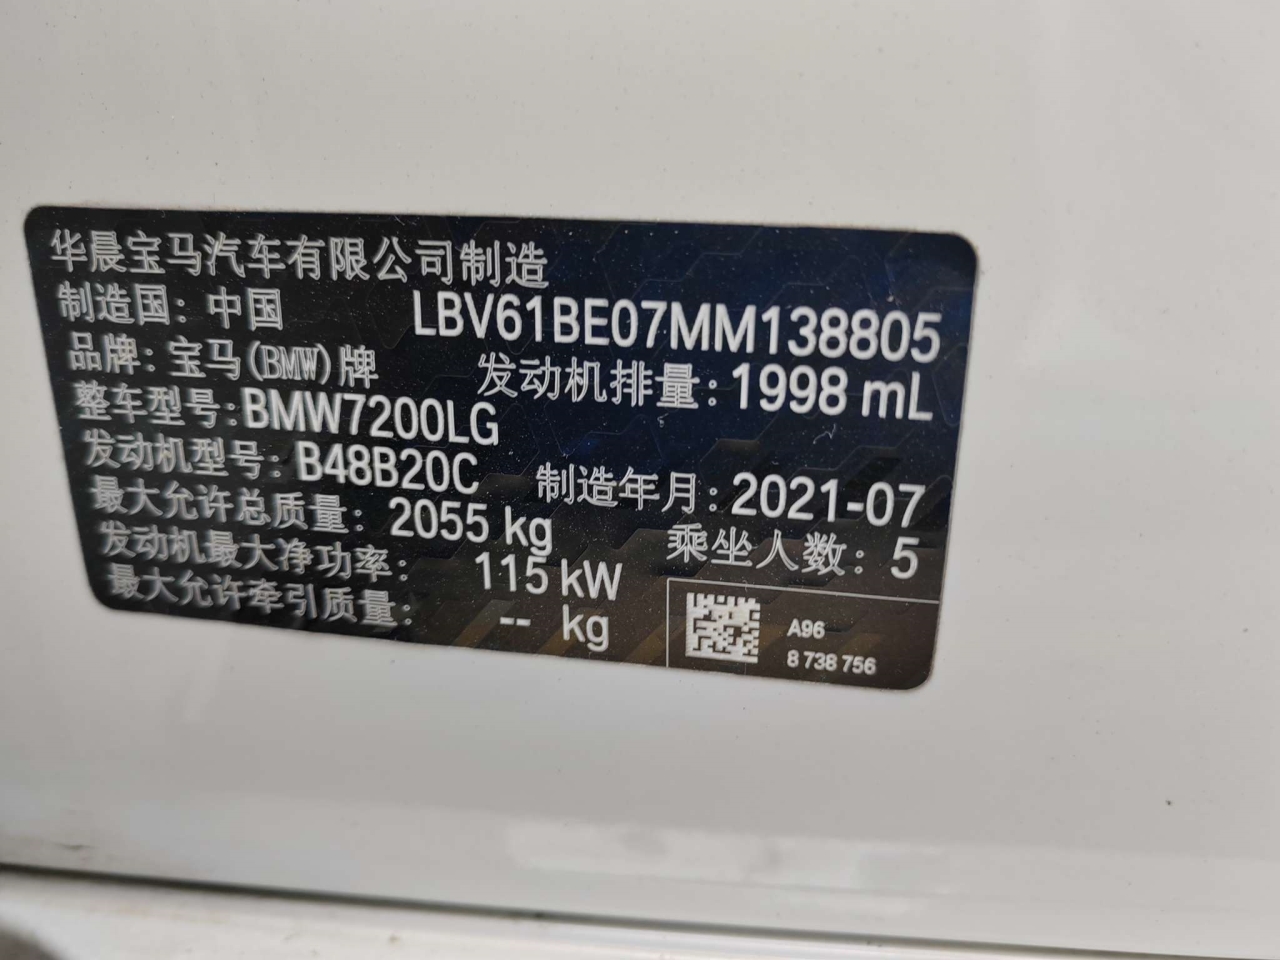 华晨宝马汽车有限公司制造
制造国：中国 LBV61BE07MM138805
品牌：宝马(BMW)牌 发动机排量：1998 mL
整车型号：BMW7200LG
发动机型号：B48B20C 制造年月：2021-07
最大允许总质量：2055 kg 乘坐人数：5
发动机最大净功率：115 kW
最大允许牵引质量：-- kg
A96
8 738 756